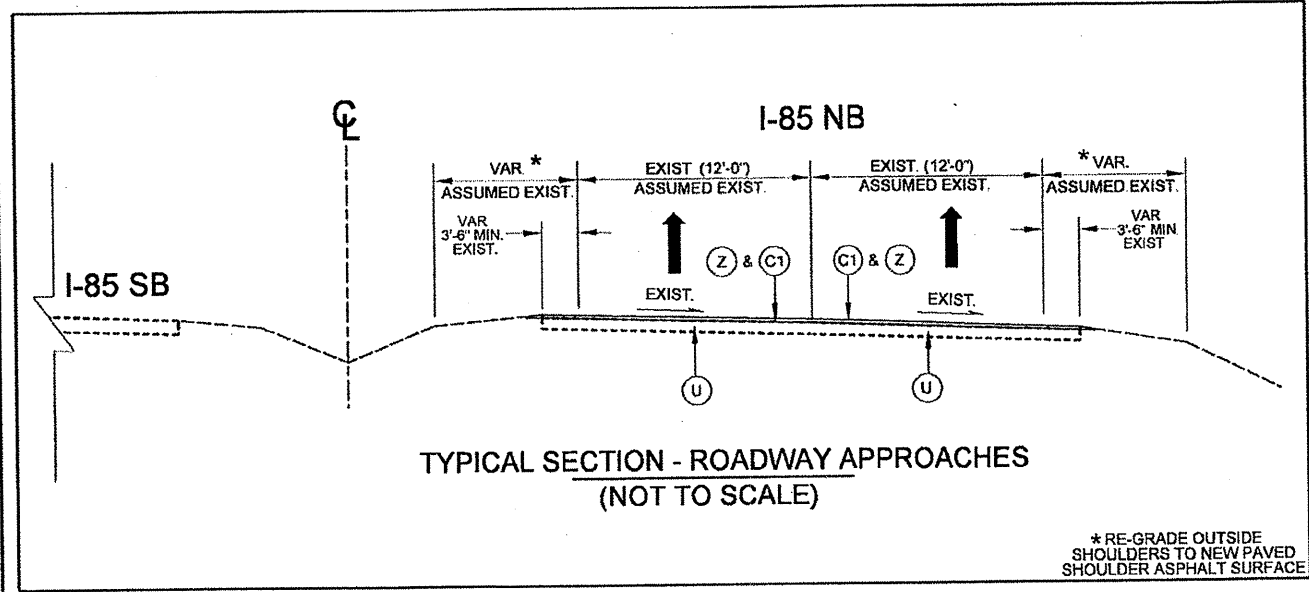 ℄
I-85 NB
VAR. *
ASSUMED EXIST.
EXIST (12'-0")
ASSUMED EXIST.
EXIST. (12'-0")
ASSUMED EXIST.
* VAR.
ASSUMED EXIST.
VAR
3'-6" MIN.
EXIST.
VAR
3'-6" MIN.
EXIST
Z & C1
C1 & Z
I-85 SB
EXIST.
EXIST.
U
U
TYPICAL SECTION - ROADWAY APPROACHES
(NOT TO SCALE)
* RE-GRADE OUTSIDE
SHOULDERS TO NEW PAVED
SHOULDER ASPHALT SURFACE